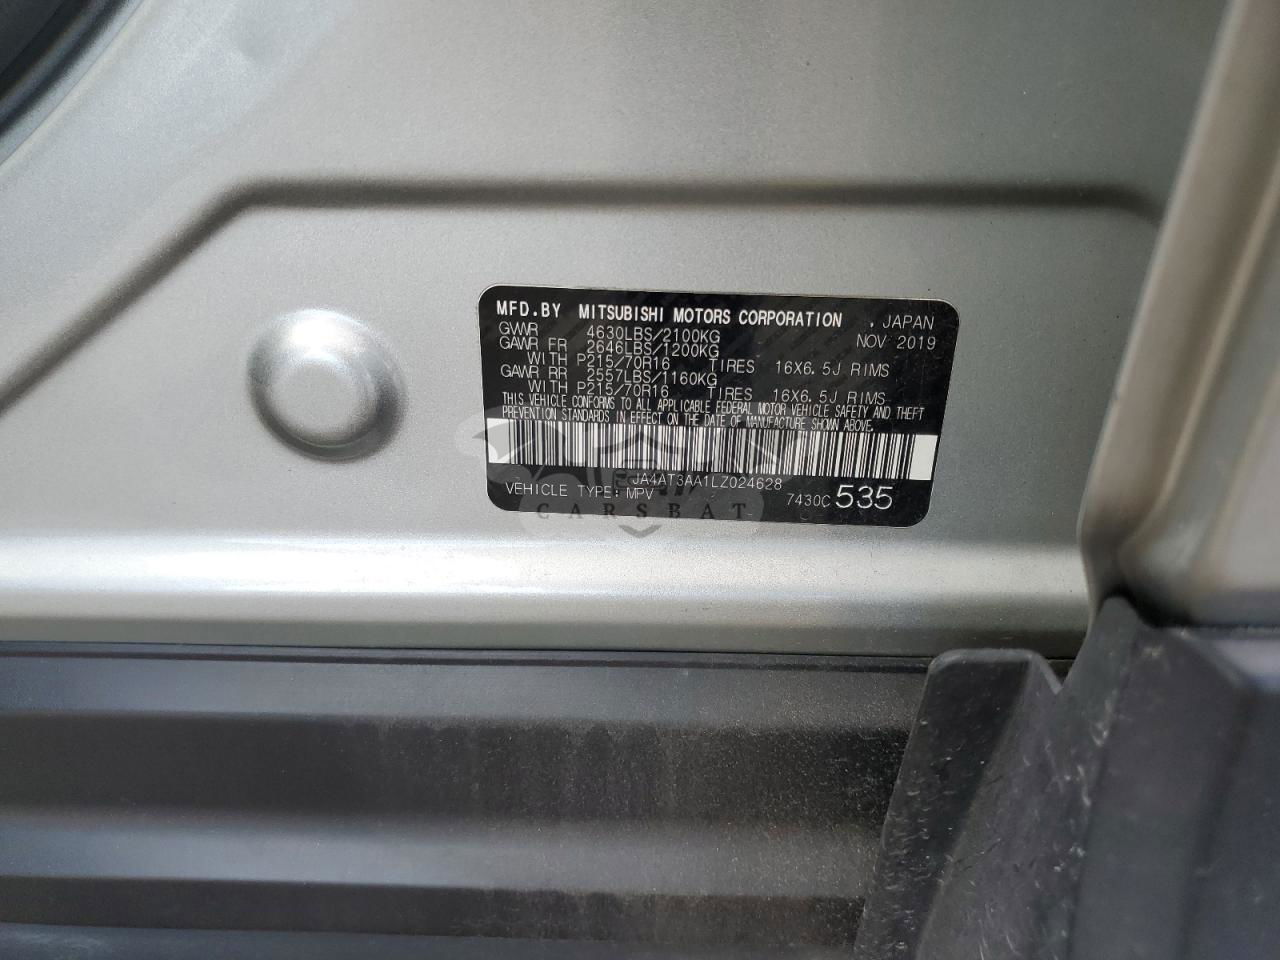 MFD.BY MITSUBISHI MOTORS CORPORATION , JAPAN
GVWR 4630LBS/2100KG NOV 2019
GAWR FR 2646LBS/1200KG
WITH P215/70R16 TIRES 16X6.5J RIMS
GAWR RR 2557LBS/1160KG
WITH P215/70R16 TIRES 16X6.5J RIMS
THIS VEHICLE CONFORMS TO ALL APPLICABLE FEDERAL MOTOR VEHICLE SAFETY AND THEFT
PREVENTION STANDARDS IN EFFECT ON THE DATE OF MANUFACTURE SHOWN ABOVE.
JA4AT3AA1LZ024628
VEHICLE TYPE: MPV 7430C 535
CARSBAT